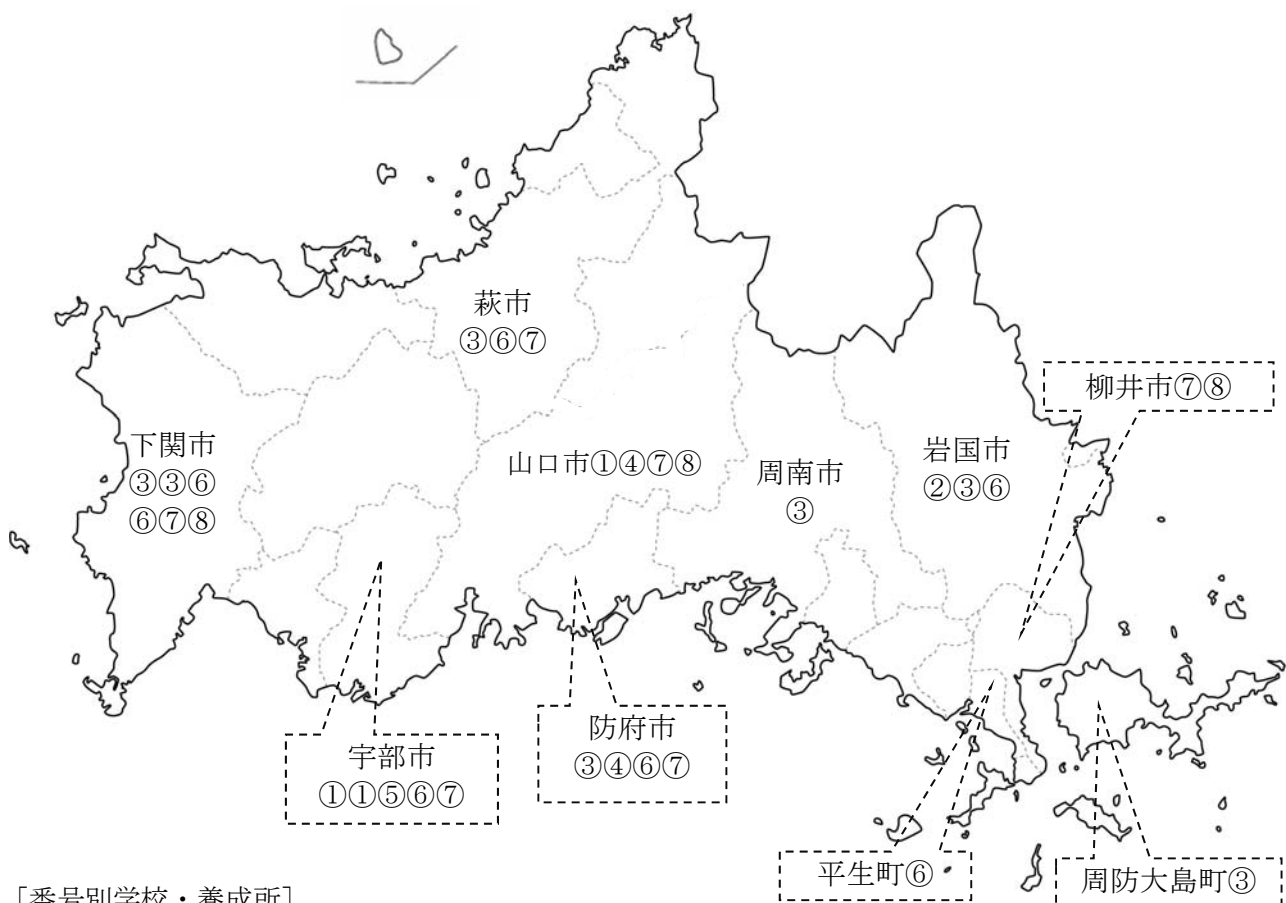 萩市
③⑥⑦
柳井市⑦⑧
下関市
③③⑥
⑥⑦⑧
山口市①④⑦⑧
周南市
③
岩国市
②③⑥
宇部市
①①⑤⑥⑦
防府市
③④⑥⑦
平生町⑥
周防大島町③
［番号別学校・養成所］